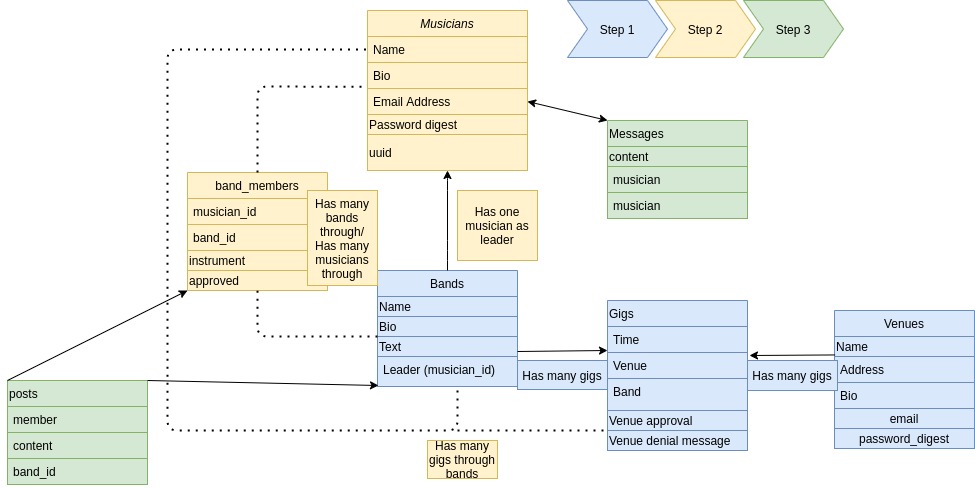 Musicians
Name
Bio
Email Address
Password digest
uuid
Step 1
Step 2
Step 3
Messages
content
musician
musician
band_members
musician_id
band_id
instrument
approved
Has many
bands
through/
Has many
musicians
through
Has one
musician as
leader
Bands
Name
Bio
Text
Leader (musician_id)
Has many gigs
Gigs
Time
Venue
Band
Venue approval
Venue denial message
Has many gigs
Venues
Name
Address
Bio
email
password_digest
posts
member
content
band_id
Has many
gigs through
bands